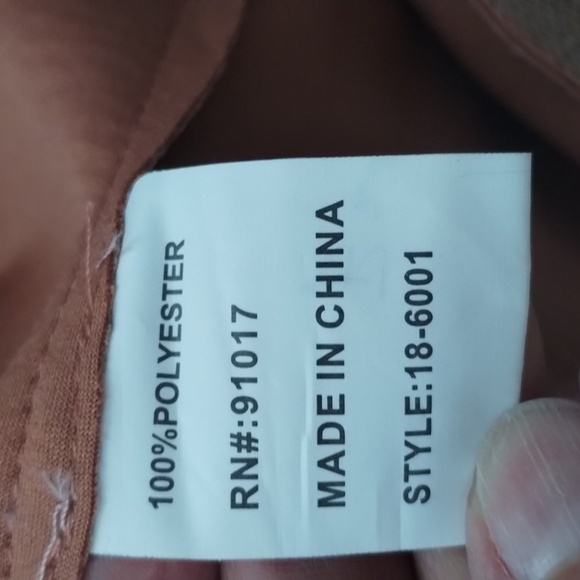 100%POLYESTER
RN#:91017
MADE IN CHINA
STYLE:18-6001